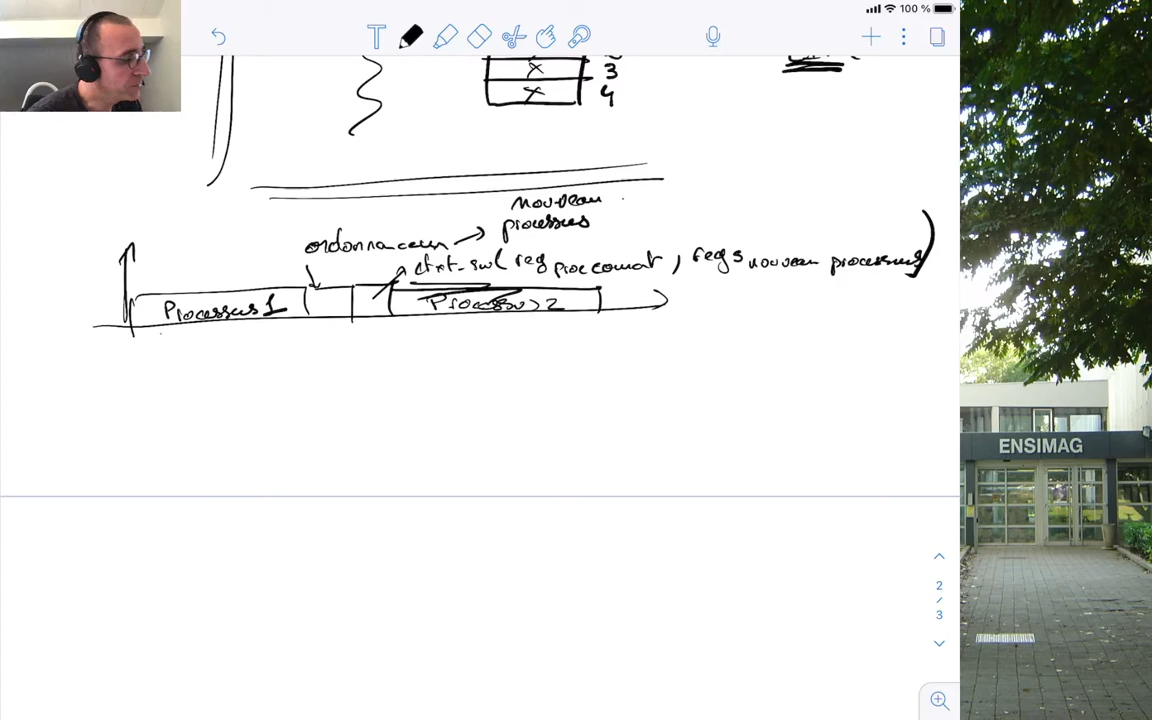 100 %
3
4
nouveau
processus
ordonnanceur →
ctxt_sw( reg proc courant, regs nouveau processus)
Processus 1
Processus 2
ENSIMAG
2
/
3